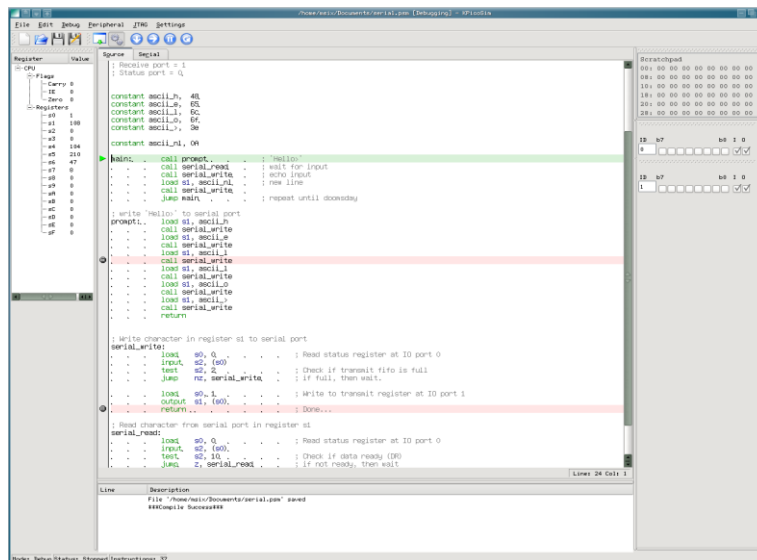 /home/msix/Documents/serial.psm [Debugging] - KPicoSim
File Edit Debug Peripheral JTAG Settings
Register Value
CPU
Flags
Carry 0
IE 0
Zero 0
Registers
s0 1
s1 108
s2 0
s3 0
s4 104
s5 210
s6 47
s7 0
s8 0
s9 0
sA 0
sB 0
sC 0
sD 0
sE 0
sF 0
Source Serial
; Receive port = 1
; Status port = 0
constant ascii_h, 48
constant ascii_e, 65
constant ascii_l, 6c
constant ascii_o, 6f
constant ascii_>, 3e
constant ascii_nl, 0A
main: call prompt ; 'Hello>'
call serial_read ; wait for input
call serial_write ; echo input
load s1, ascii_nl ; new line
call serial_write
jump main ; repeat until doomsday
; write 'Hello>' to serial port
prompt: load s1, ascii_h
call serial_write
load s1, ascii_e
call serial_write
load s1, ascii_l
call serial_write
load s1, ascii_l
call serial_write
load s1, ascii_o
call serial_write
load s1, ascii_>
call serial_write
return
; Write character in register s1 to serial port
serial_write:
load s0, 0 ; Read status register at IO port 0
input s2, (s0)
test s2, 2 ; Check if transmit fifo is full
jump nz, serial_write ; if full, then wait.
load s0, 1 ; Write to transmit register at IO port 1
output s1, (s0)
return ; Done...
; Read character from serial port in register s1
serial_read:
load s0, 0 ; Read status register at IO port 0
input s2, (s0)
test s2, 10 ; Check if data ready (DR)
jump z, serial_read ; if not ready, then wait
Line: 24 Col: 1
Line Description
File '/home/msix/Documents/serial.psm' saved
###Compile Success###
Scratchpad
00: 00 00 00 00 00 00 00 00
08: 00 00 00 00 00 00 00 00
10: 00 00 00 00 00 00 00 00
18: 00 00 00 00 00 00 00 00
20: 00 00 00 00 00 00 00 00
28: 00 00 00 00 00 00 00 00
ID b7 b0 I O
0
ID b7 b0 I O
1
Mode: Debug Status: Stopped Instructions: 37